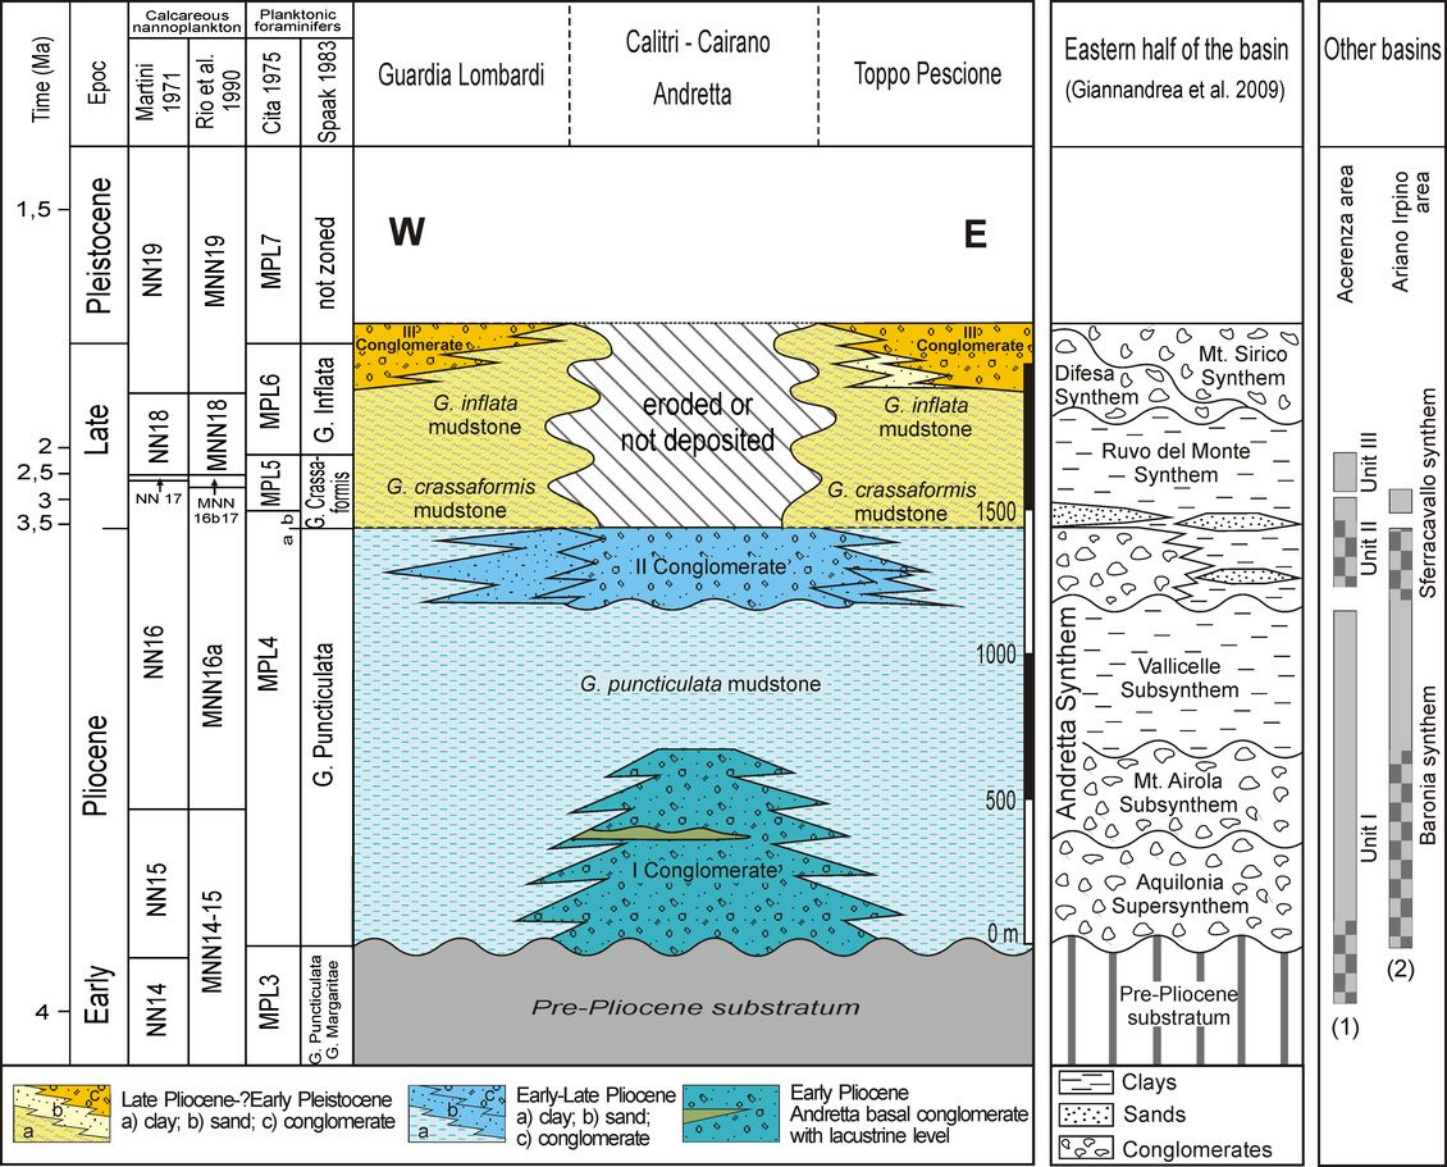 Time (Ma)
Epoc
Calcareous
nannoplankton
Martini
1971
Rio et al.
1990
Planktonic
foraminifers
Cita 1975
Spaak 1983
Guardia Lombardi
Calitri - Cairano
Andretta
Toppo Pescione
Eastern half of the basin
(Giannandrea et al. 2009)
Other basins
1,5
2
2,5
3
3,5
4
Pleistocene
Late
Pliocene
Early
NN19
NN18
NN 17
NN16
NN15
NN14
MNN19
MNN18
MNN
16b17
MNN16a
MNN14-15
MPL7
MPL6
MPL5
a b
MPL4
MPL3
not zoned
G. Inflata
G. Crassa-
formis
G. Puncticulata
G. Puncticulata
G. Margaritae
W
E
III
Conglomerate
III
Conglomerate
G. inflata
mudstone
eroded or
not deposited
G. inflata
mudstone
G. crassaformis
mudstone
G. crassaformis
mudstone
II Conglomerate
G. puncticulata mudstone
I Conglomerate
Pre-Pliocene substratum
1500
1000
500
0 m
Mt. Sirico
Synthem
Difesa
Synthem
Ruvo del Monte
Synthem
Andretta Synthem
Vallicelle
Subsynthem
Mt. Airola
Subsynthem
Aquilonia
Supersynthem
Pre-Pliocene
substratum
Acerenza area
Ariano Irpino
area
Unit III
Unit II
Unit I
Sferracavallo synthem
Baronia synthem
(1)
(2)
a
b
c
Late Pliocene-?Early Pleistocene
a) clay; b) sand; c) conglomerate
a
b
c
Early-Late Pliocene
a) clay; b) sand;
c) conglomerate
Early Pliocene
Andretta basal conglomerate
with lacustrine level
Clays
Sands
Conglomerates